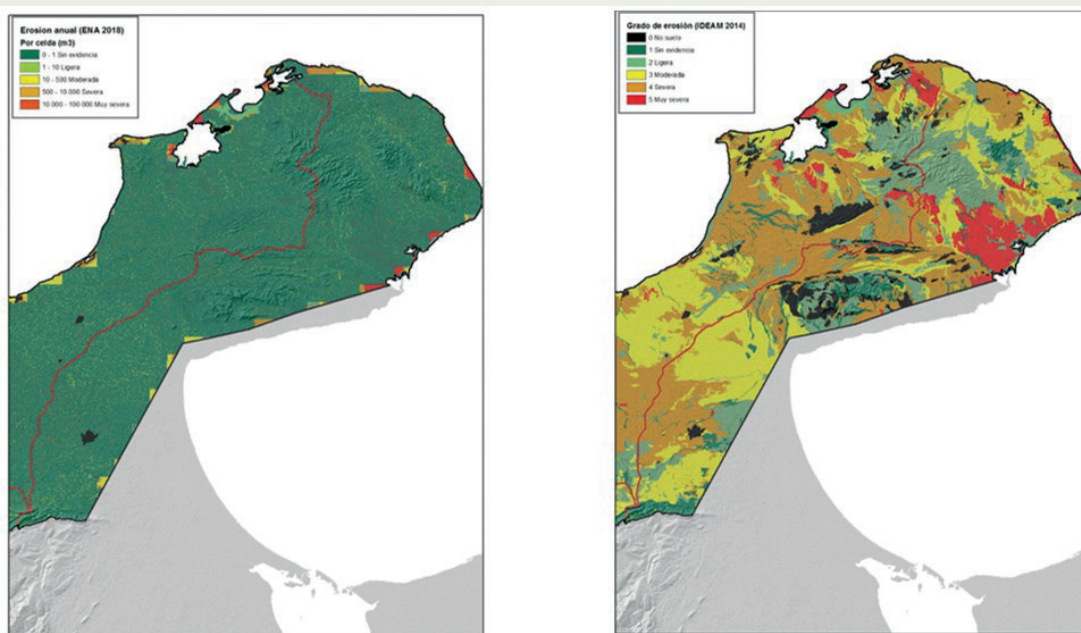 Erosion anual (ENA 2018)
Por celda (m3)
0 - 1 Sin evidencia
1 - 10 Ligera
10 - 500 Moderada
500 - 10.000 Severa
10.000 - 100.000 Muy severa
Grado de erosión (IDEAM 2014)
0 No suelo
1 Sin evidencia
2 Ligera
3 Moderada
4 Severa
5 Muy severa